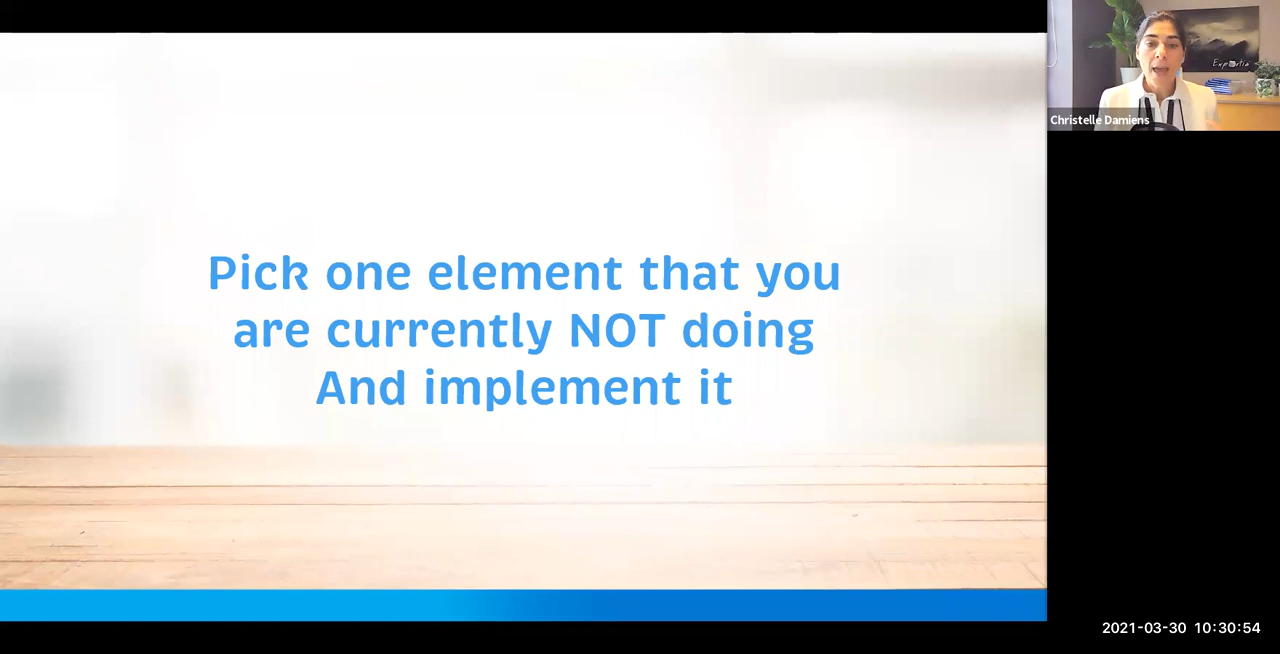 Pick one element that you
are currently NOT doing
And implement it
Exportia
Christelle Damiens
2021-03-30 10:30:54